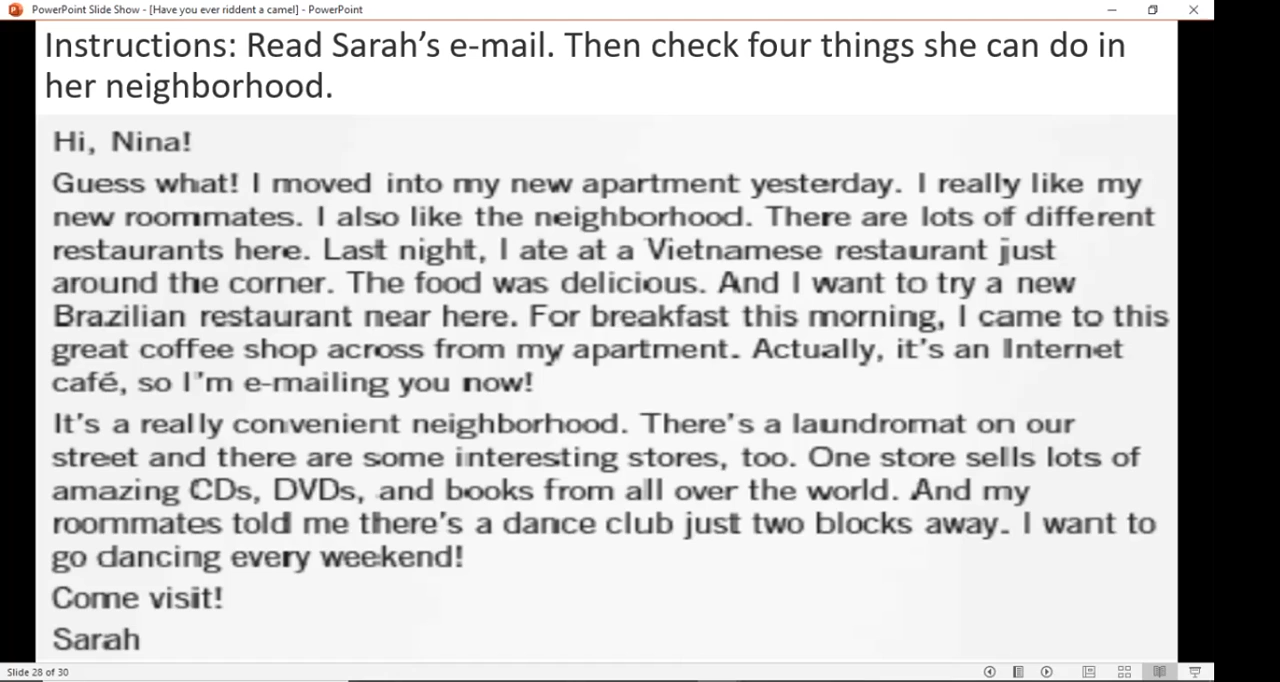 PowerPoint Slide Show - [Have you ever riddent a camel] - PowerPoint
Instructions: Read Sarah’s e-mail. Then check four things she can do in
her neighborhood.
Hi, Nina!
Guess what! I moved into my new apartment yesterday. I really like my
new roommates. I also like the neighborhood. There are lots of different
restaurants here. Last night, I ate at a Vietnamese restaurant just
around the corner. The food was delicious. And I want to try a new
Brazilian restaurant near here. For breakfast this morning, I came to this
great coffee shop across from my apartment. Actually, it’s an Internet
café, so I’m e-mailing you now!
It’s a really convenient neighborhood. There’s a laundromat on our
street and there are some interesting stores, too. One store sells lots of
amazing CDs, DVDs, and books from all over the world. And my
roommates told me there’s a dance club just two blocks away. I want to
go dancing every weekend!
Come visit!
Sarah
Slide 28 of 30